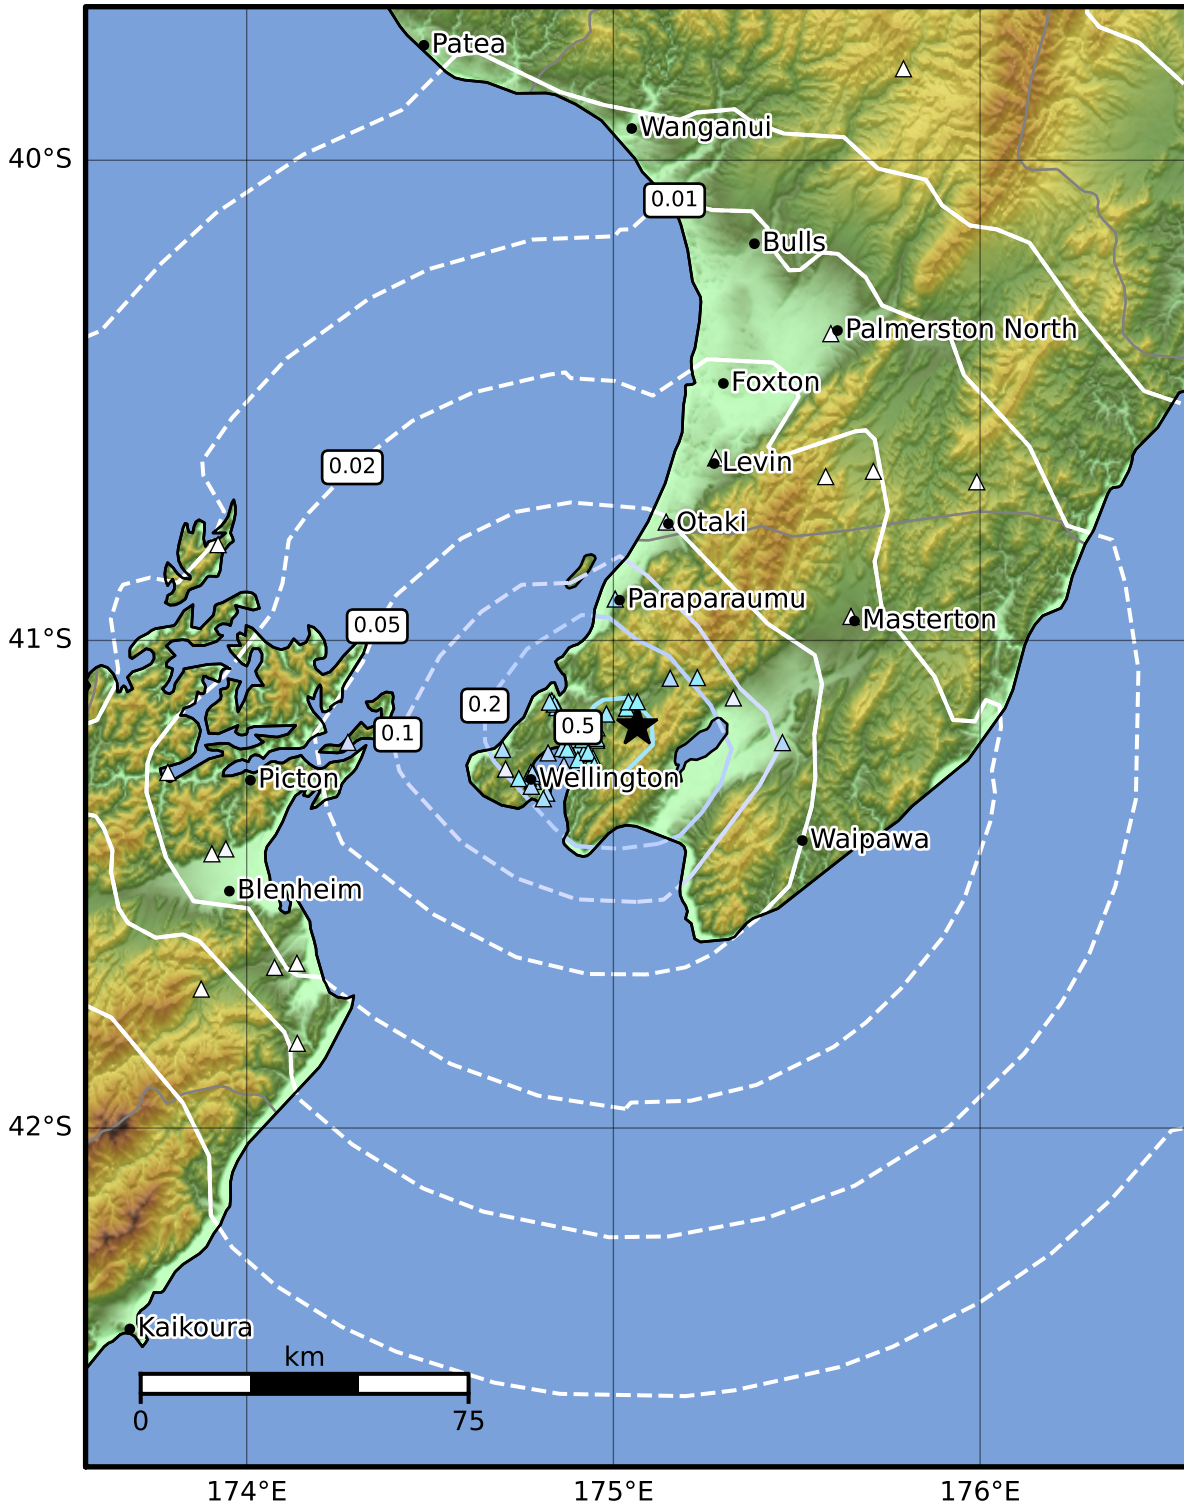 Patea
Wanganui
40°S
0.01
Bulls
Palmerston North
Foxton
0.02
Levin
Otaki
Paraparaumu
0.05
Masterton
41°S
0.2
0.5
0.1
Picton
Wellington
Waipawa
Blenheim
42°S
Kaikoura
km
0
75
174°E
175°E
176°E